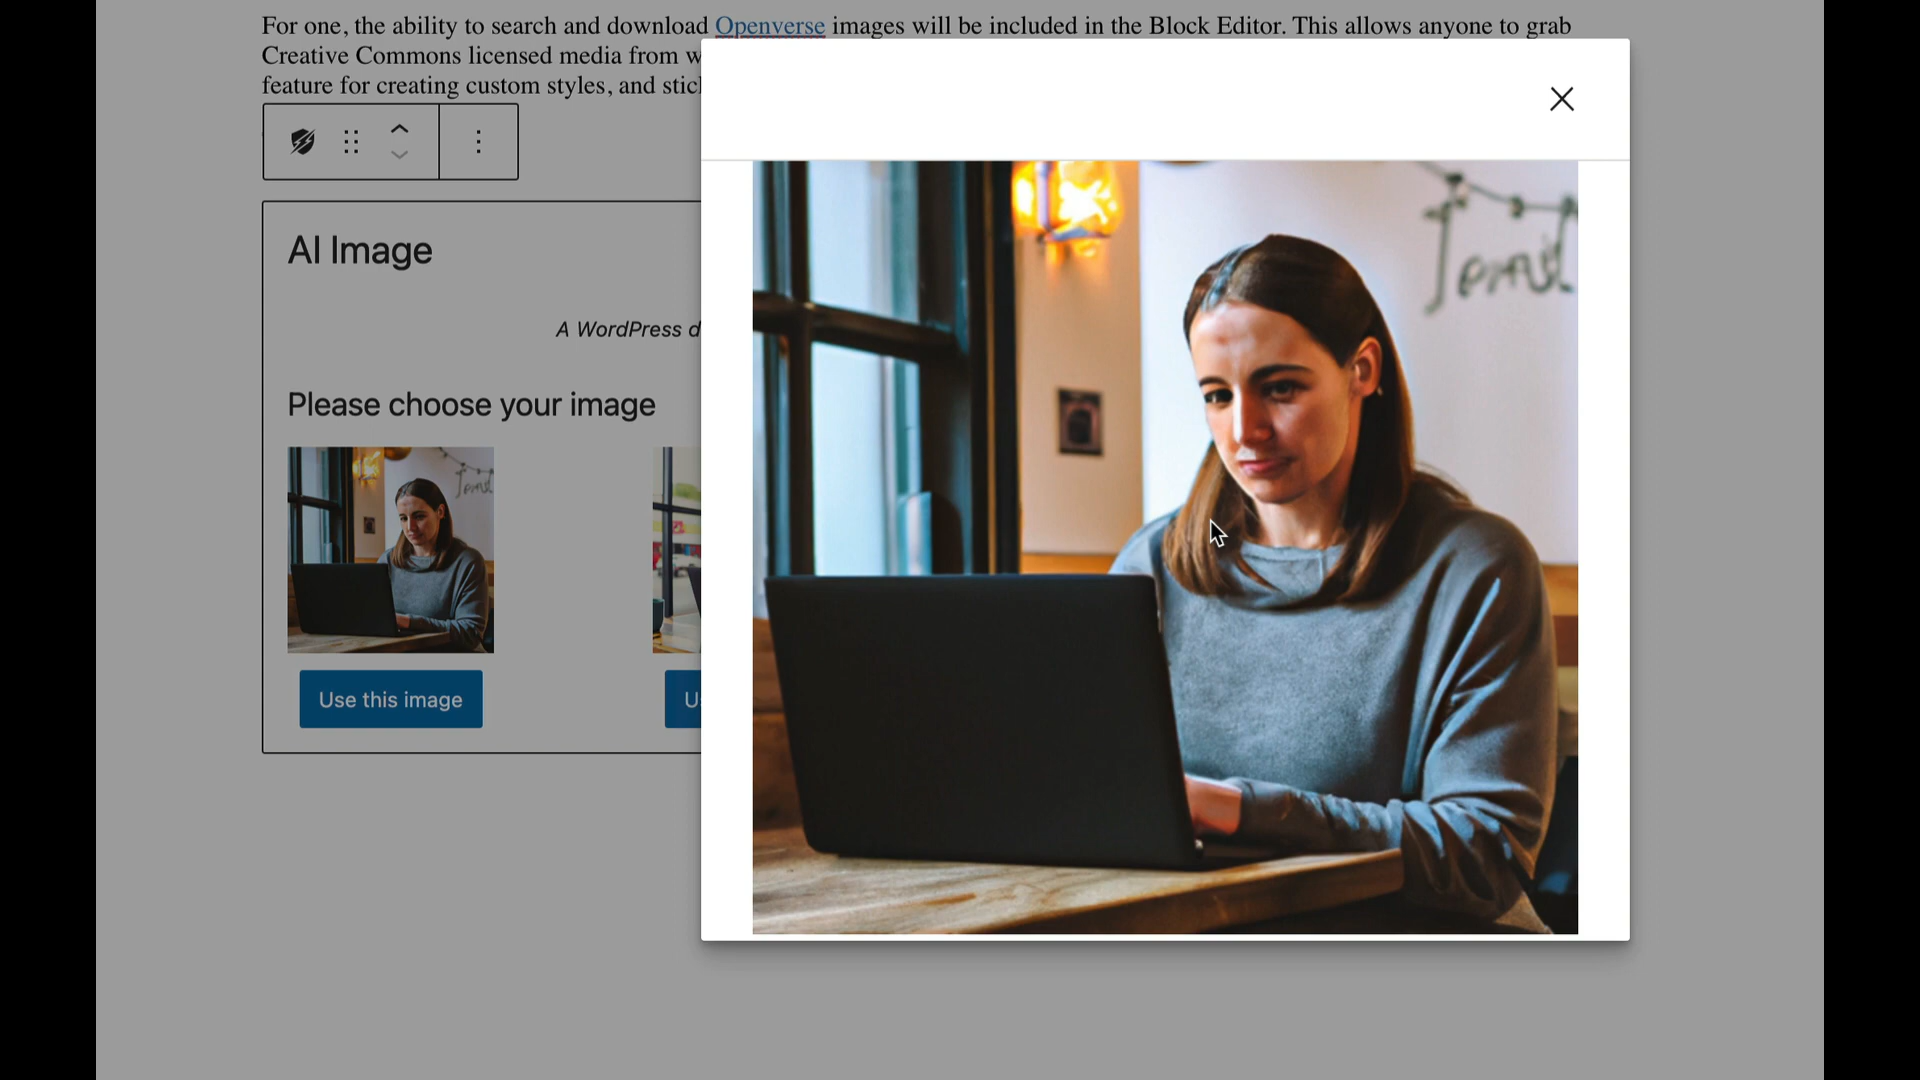 For one, the ability to search and download Openverse images will be included in the Block Editor. This allows anyone to grab
Creative Commons licensed media from w
feature for creating custom styles, and stic
AI Image
A WordPress d
Please choose your image
Use this image
U